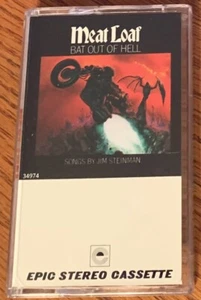 Meat Loaf
BAT OUT OF HELL
SONGS BY JIM STEINMAN
34974
EPIC STEREO CASSETTE